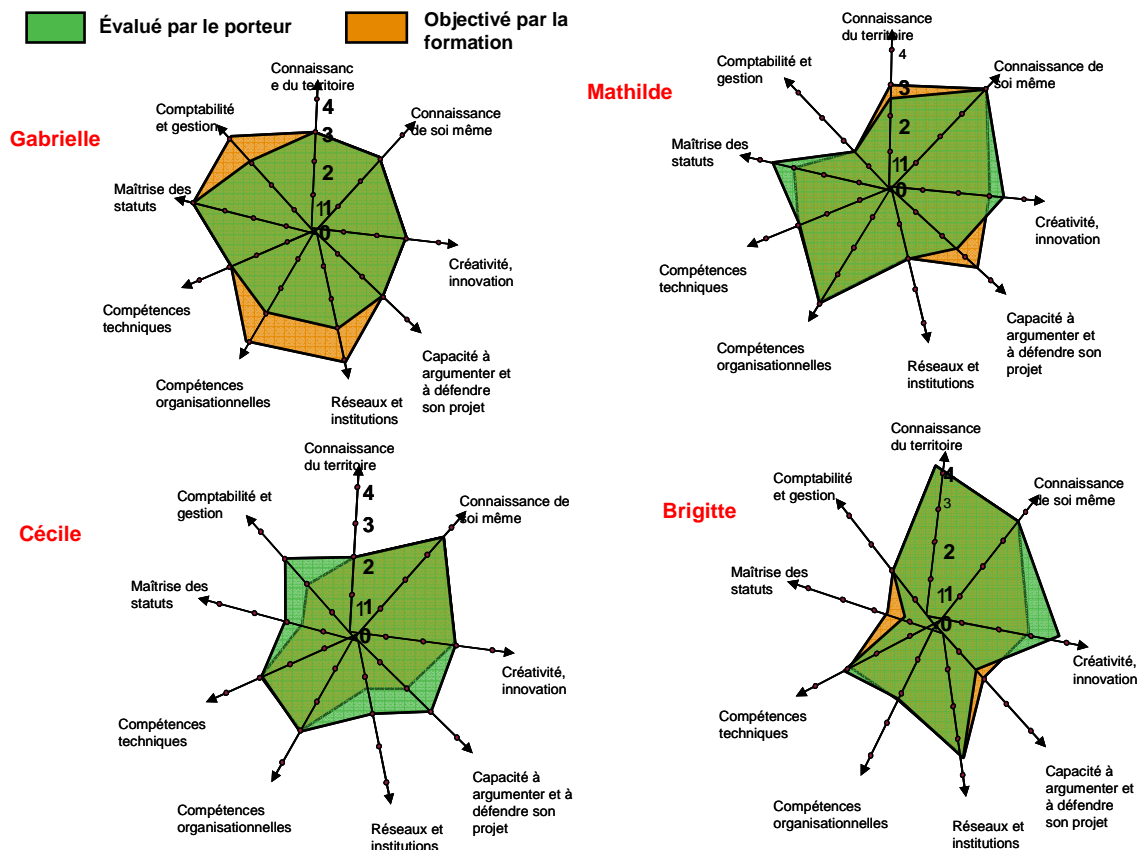 Évalué par le porteur
Objectivé par la
formation
Gabrielle
Connaissanc
e du territoire
Connaissance
de soi même
Créativité,
innovation
Capacité à
argumenter et
à défendre
son projet
Réseaux et
institutions
Compétences
organisationnelles
Compétences
techniques
Maîtrise des
statuts
Comptabilité
et gestion
4
3
2
1
1
0
Mathilde
Connaissance
du territoire
Connaissance de
soi même
Créativité,
innovation
Capacité à
argumenter et
à défendre son
projet
Réseaux et
institutions
Compétences
organisationnelles
Compétences
techniques
Maîtrise des
statuts
Comptabilité et
gestion
4
3
2
1
1
0
Cécile
Connaissance
du territoire
Connaissance de
soi même
Créativité,
innovation
Capacité à
argumenter et à
défendre son
projet
Réseaux et
institutions
Compétences
organisationnelles
Compétences
techniques
Maîtrise des
statuts
Comptabilité et
gestion
4
3
2
1
1
0
Brigitte
Connaissance
du territoire
Connaissance
de soi même
Créativité,
innovation
Capacité à
argumenter et
à défendre
son projet
Réseaux et
institutions
Compétences
organisationnelles
Compétences
techniques
Maîtrise des
statuts
Comptabilité
et gestion
4
3
2
1
1
0